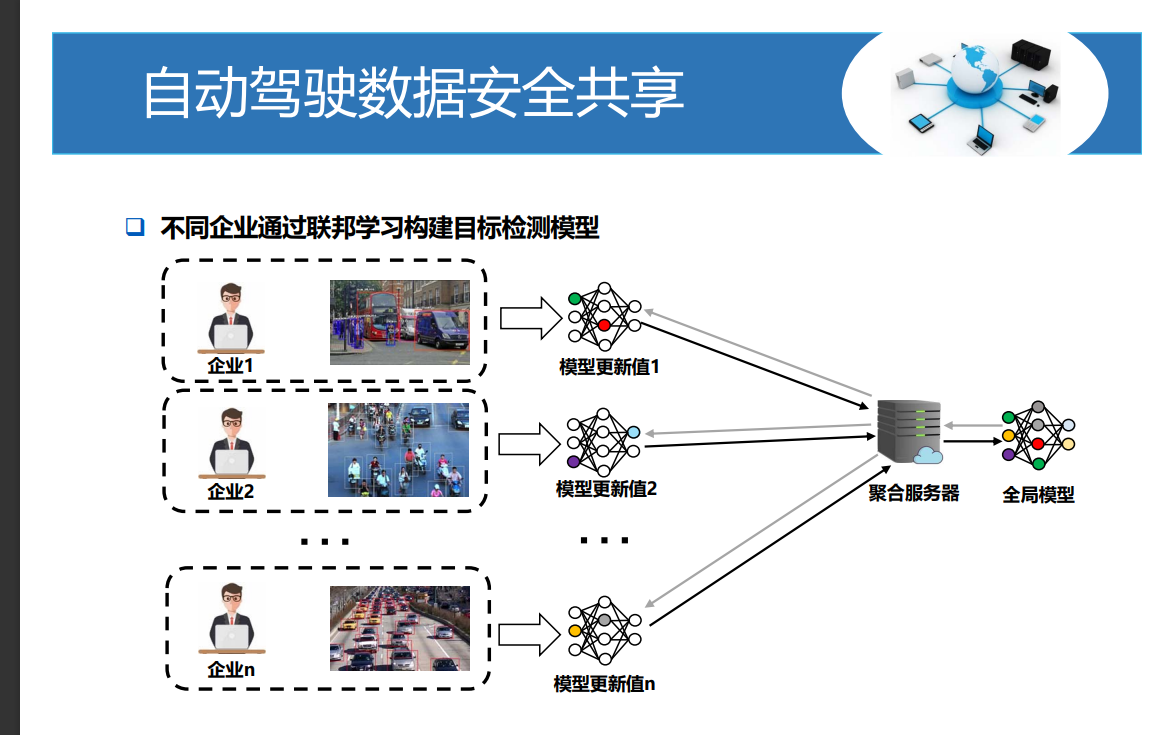 自动驾驶数据安全共享
不同企业通过联邦学习构建目标检测模型
企业1
模型更新值1
企业2
模型更新值2
聚合服务器
全局模型
...
...
企业n
模型更新值n